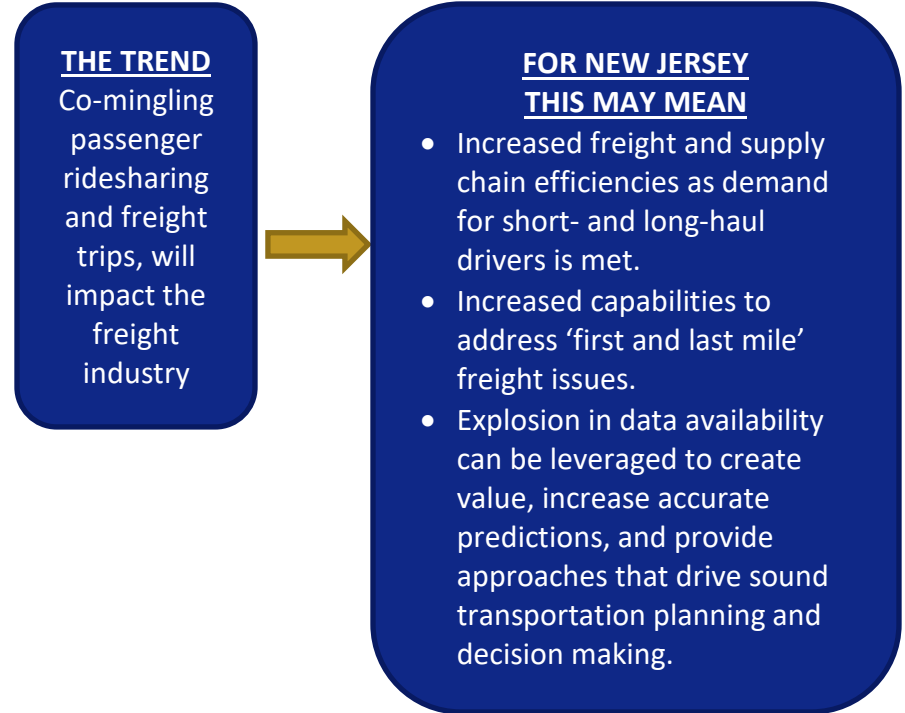 THE TREND
Co-mingling
passenger
ridesharing
and freight
trips, will
impact the
freight
industry
FOR NEW JERSEY
THIS MAY MEAN
• Increased freight and supply
chain efficiencies as demand
for short- and long-haul
drivers is met.
• Increased capabilities to
address ‘first and last mile’
freight issues.
• Explosion in data availability
can be leveraged to create
value, increase accurate
predictions, and provide
approaches that drive sound
transportation planning and
decision making.